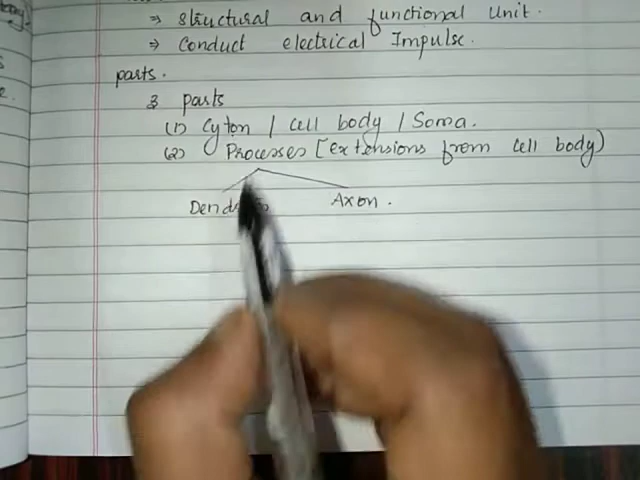 ⇒ Structural and functional Unit.
⇒ Conduct electrical Impulse.
parts.
3 parts
(1) Cyton / cell body / Soma.
(2) Processes [extensions from cell body)
Axon.